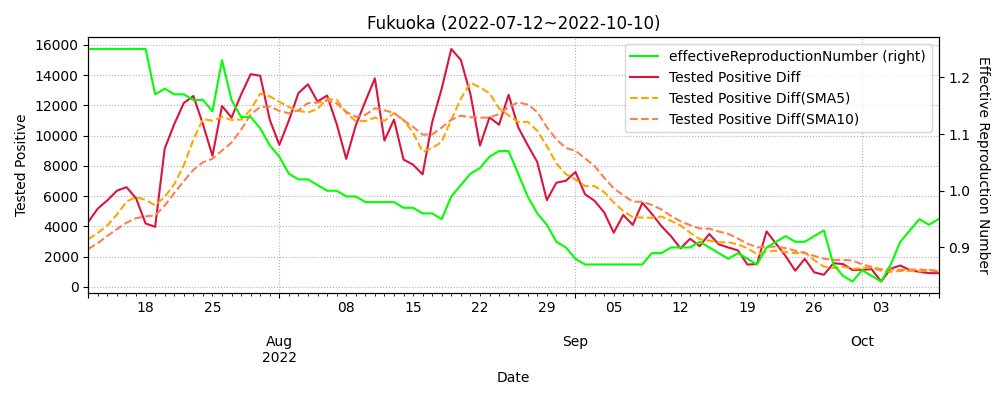 Fukuoka (2022-07-12~2022-10-10)
effectiveReproductionNumber (right)
Tested Positive Diff
Tested Positive Diff(SMA5)
Tested Positive Diff(SMA10)
Tested Positive
16000
14000
12000
10000
8000
6000
4000
2000
0
Effective Reproduction Number
1.2
1.1
1.0
0.9
18 25 08 15 22 29 05 12 19 26 03
Aug Sep Oct
2022
Date